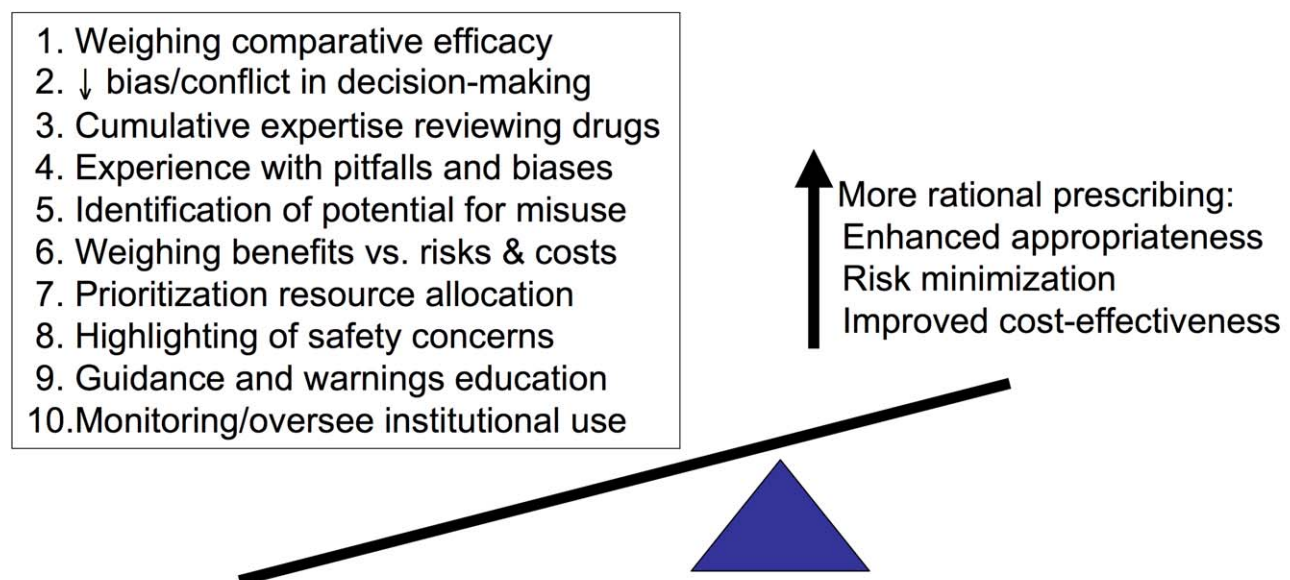 1. Weighing comparative efficacy
2. ↓ bias/conflict in decision-making
3. Cumulative expertise reviewing drugs
4. Experience with pitfalls and biases
5. Identification of potential for misuse
6. Weighing benefits vs. risks & costs
7. Prioritization resource allocation
8. Highlighting of safety concerns
9. Guidance and warnings education
10.Monitoring/oversee institutional use
More rational prescribing:
Enhanced appropriateness
Risk minimization
Improved cost-effectiveness